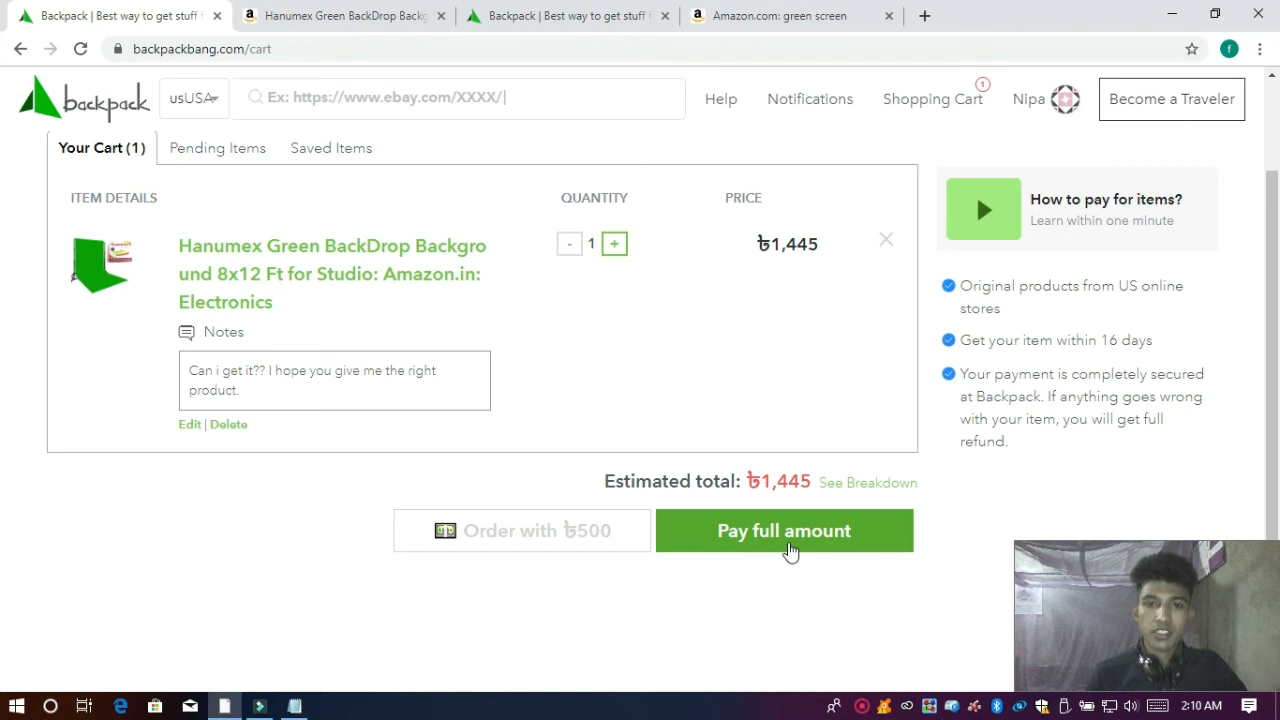 Backpack | Best way to get stuff f
Hanumex Green BackDrop Backg
Backpack | Best way to get stuff f
Amazon.com: green screen
backpackbang.com/cart
f
backpack
usUSA
Ex: https://www.ebay.com/XXXX/
Help
Notifications
Shopping Cart
1
Nipa
Become a Traveler
Your Cart (1)
Pending Items
Saved Items
ITEM DETAILS
QUANTITY
PRICE
Hanumex Green BackDrop Backgro
und 8x12 Ft for Studio: Amazon.in:
Electronics
- 1 +
৳1,445
Notes
Can i get it?? I hope you give me the right
product.
Edit | Delete
How to pay for items?
Learn within one minute
Original products from US online
stores
Get your item within 16 days
Your payment is completely secured
at Backpack. If anything goes wrong
with your item, you will get full
refund.
Estimated total: ৳1,445 See Breakdown
Order with ৳500
Pay full amount
2:10 AM